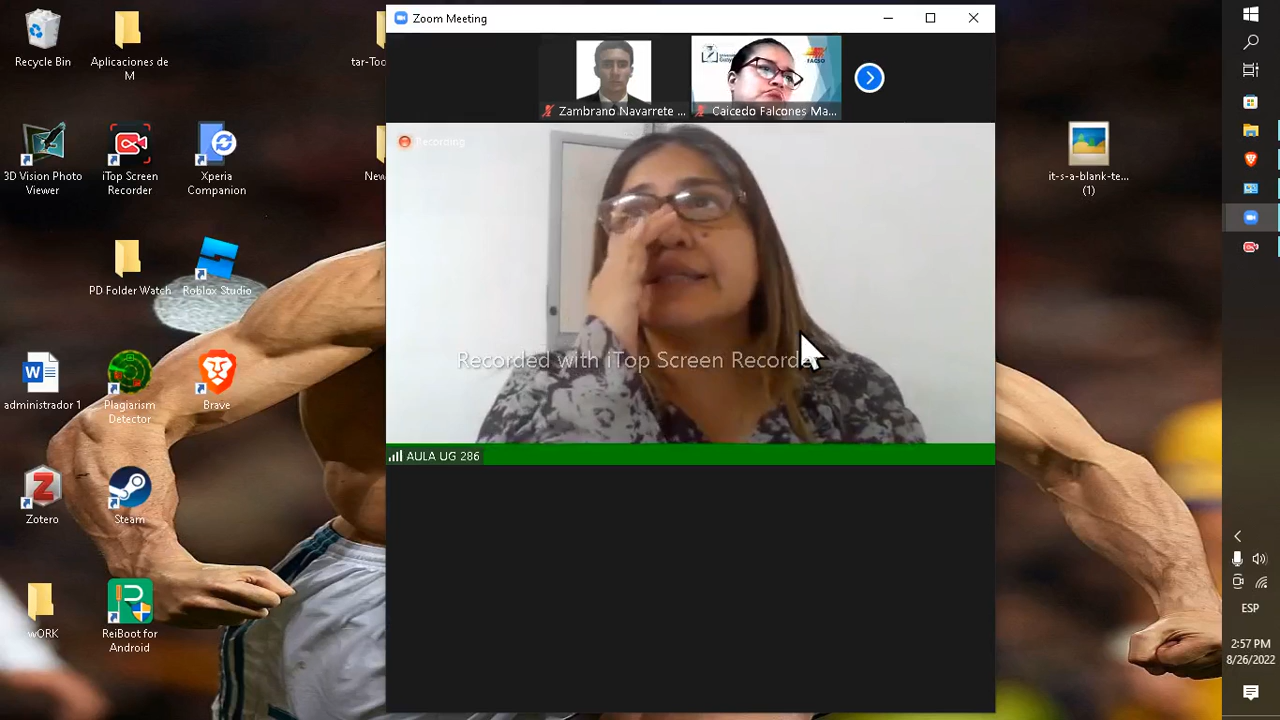 Recycle Bin
Aplicaciones de
M
tar-Too
Zoom Meeting
Zambrano Navarrete ...
FACSO
Caicedo Falcones Ma...
Recording
3D Vision Photo
Viewer
iTop Screen
Recorder
Xperia
Companion
New
it-s-a-blank-te...
(1)
PD Folder Watch
Roblox Studio
Recorded with iTop Screen Recorder
administrador 1
Plagiarism
Detector
Brave
AULA UG 286
Zotero
Steam
wORK
ReiBoot for
Android
ESP
2:57 PM
8/26/2022